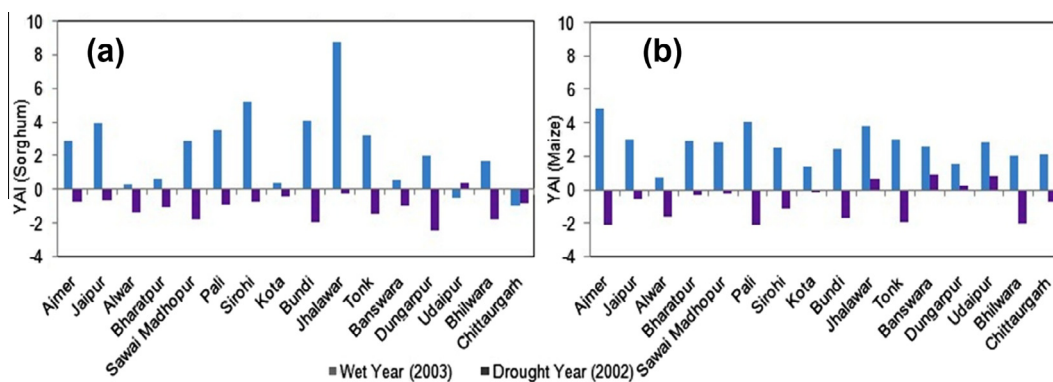 (a)
YAI (Sorghum)
10
8
6
4
2
0
-2
-4
Ajmer
Jaipur
Alwar
Bharatpur
Sawai Madhopur
Pali
Sirohi
Kota
Bundi
Jhalawar
Tonk
Banswara
Dungarpur
Udaipur
Bhilwara
Chittaurgarh
(b)
YAI (Maize)
10
8
6
4
2
0
-2
-4
Ajmer
Jaipur
Alwar
Bharatpur
Sawai Madhopur
Pali
Sirohi
Kota
Bundi
Jhalawar
Tonk
Banswara
Dungarpur
Udaipur
Bhilwara
Chittaurgarh
Wet Year (2003) Drought Year (2002)